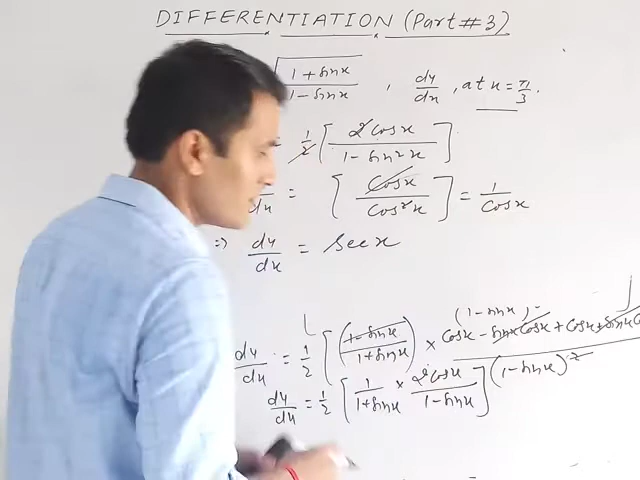 DIFFERENTIATION (Part #3)
√(1+sinx / 1-sinx) , dy/dx , at x = π/3.
1/2 [ 2cosx / 1-sin²x ]
dx = [ cosx / cos²x ] = 1/cosx
⇒ dy/dx = secx
(1-sinx)
dy/dx = 1/2 [ (1-sinx / 1+sinx) × cosx - sinx cosx + cosx + sinx / (1-sinx)² ]
dy/dx = 1/2 [ 1/1+sinx × 2cosx / 1-sinx ]